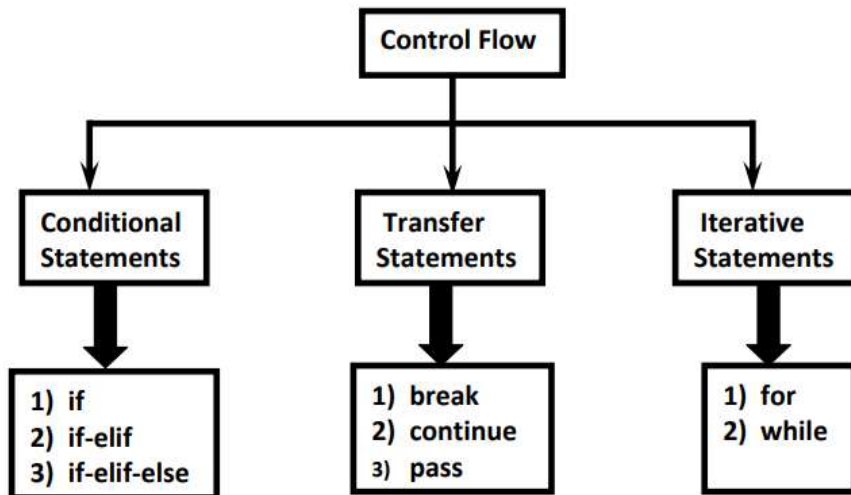 Control Flow
Conditional
Statements
Transfer
Statements
Iterative
Statements
1) if
2) if-elif
3) if-elif-else
1) break
2) continue
3) pass
1) for
2) while